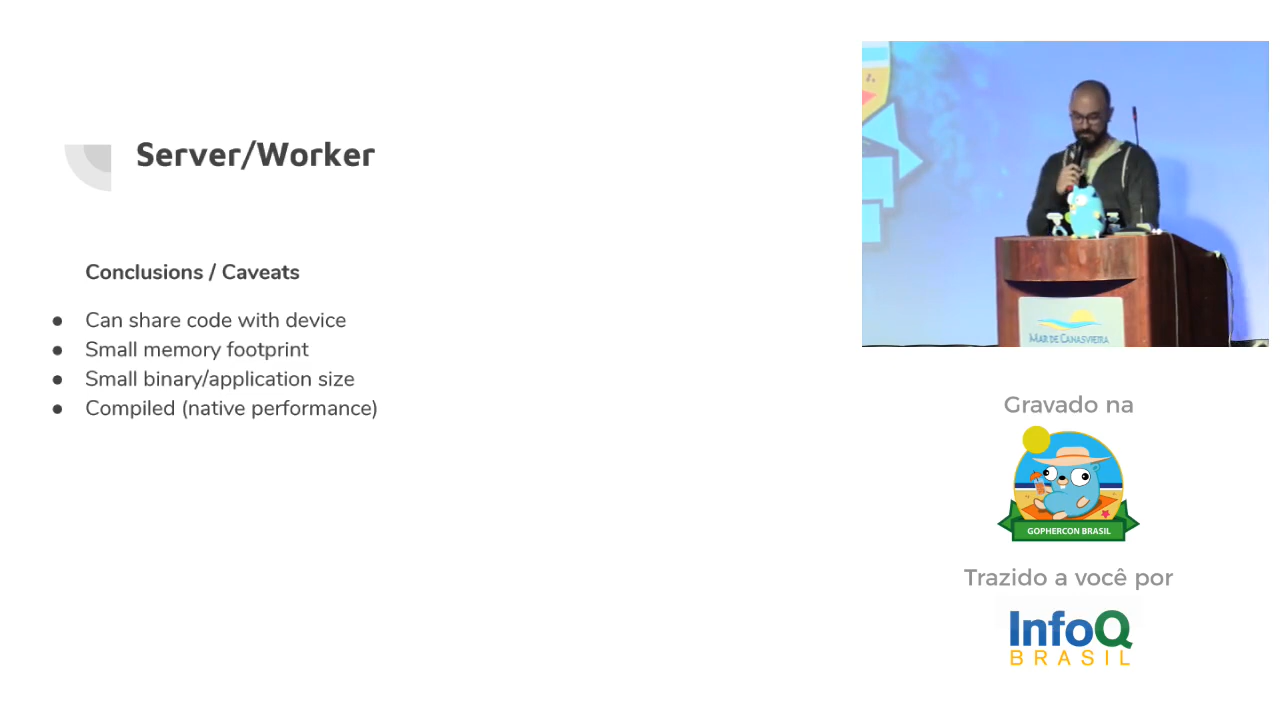 Server/Worker
Conclusions / Caveats
Can share code with device
Small memory footprint
Small binary/application size
Compiled (native performance)
MAR DE CANASVIEIRA
Gravado na
GOPHERCON BRASIL
Trazido a você por
InfoQ
BRASIL